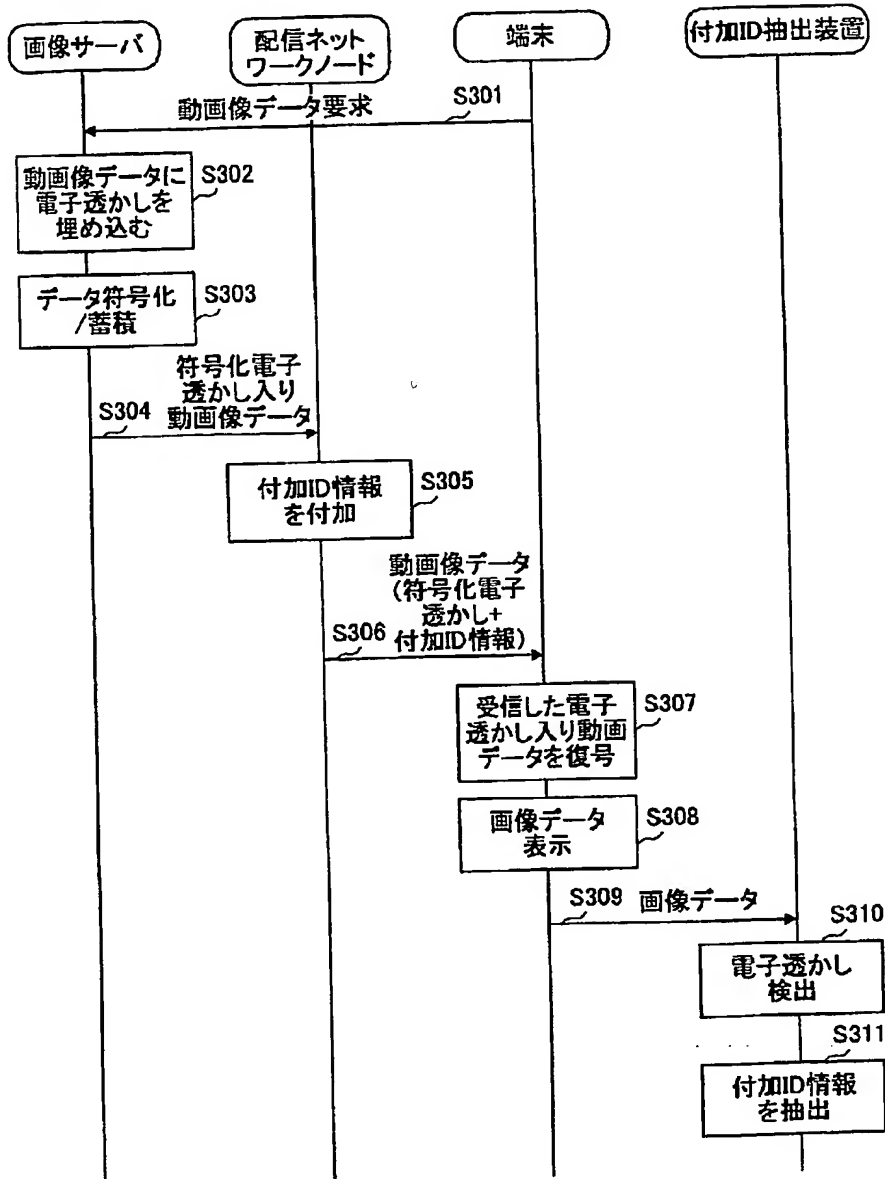 画像サーバ
配信ネット
ワークノード
端末
付加ID抽出装置
動画像データ要求
S301
動画像データに
電子透かしを
埋め込む
S302
データ符号化
/蓄積
S303
符号化電子
透かし入り
動画像データ
S304
付加ID情報
を付加
S305
動画像データ
(符号化電子
透かし+
付加ID情報)
S306
受信した電子
透かし入り動画
データを復号
S307
画像データ
表示
S308
S309
画像データ
S310
電子透かし
検出
S311
付加ID情報
を抽出